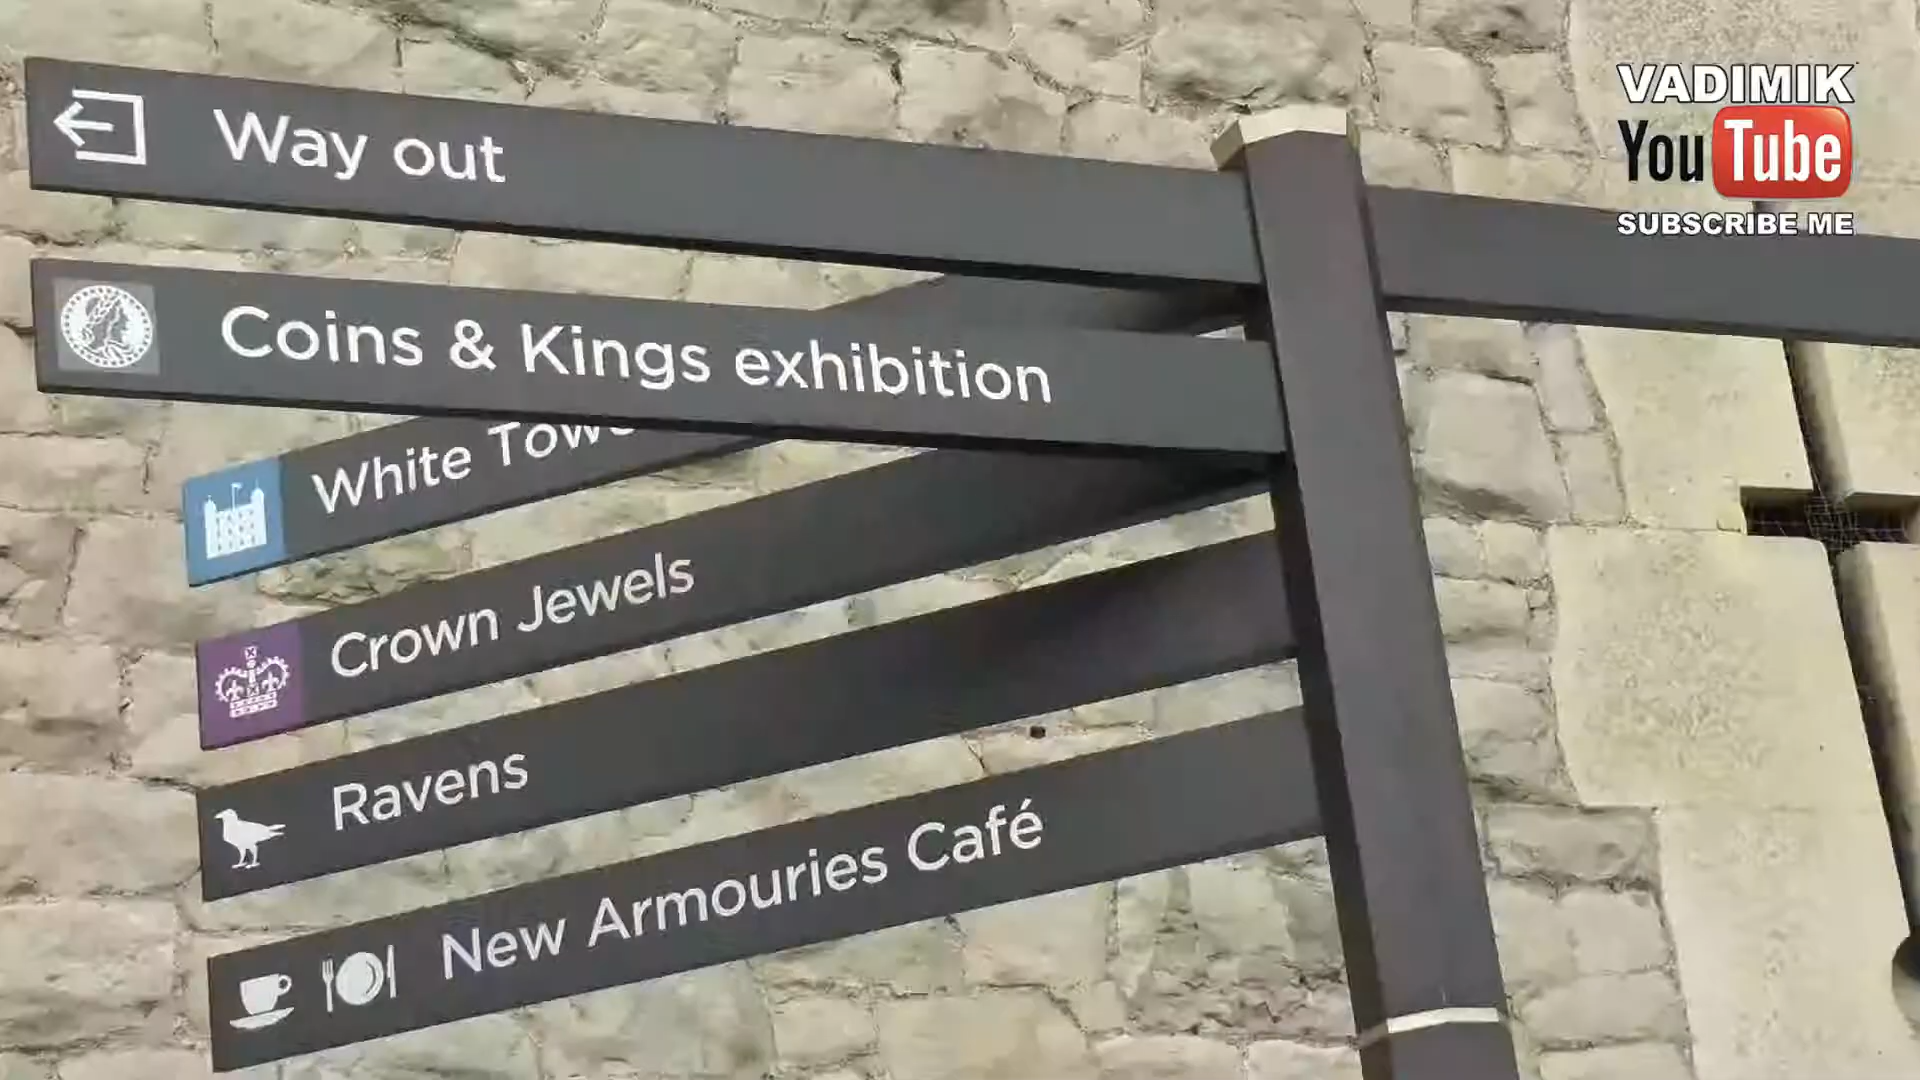 VADIMIK
YouTube
SUBSCRIBE ME
Way out
Coins & Kings exhibition
White
Crown Jewels
Ravens
New Armouries Café